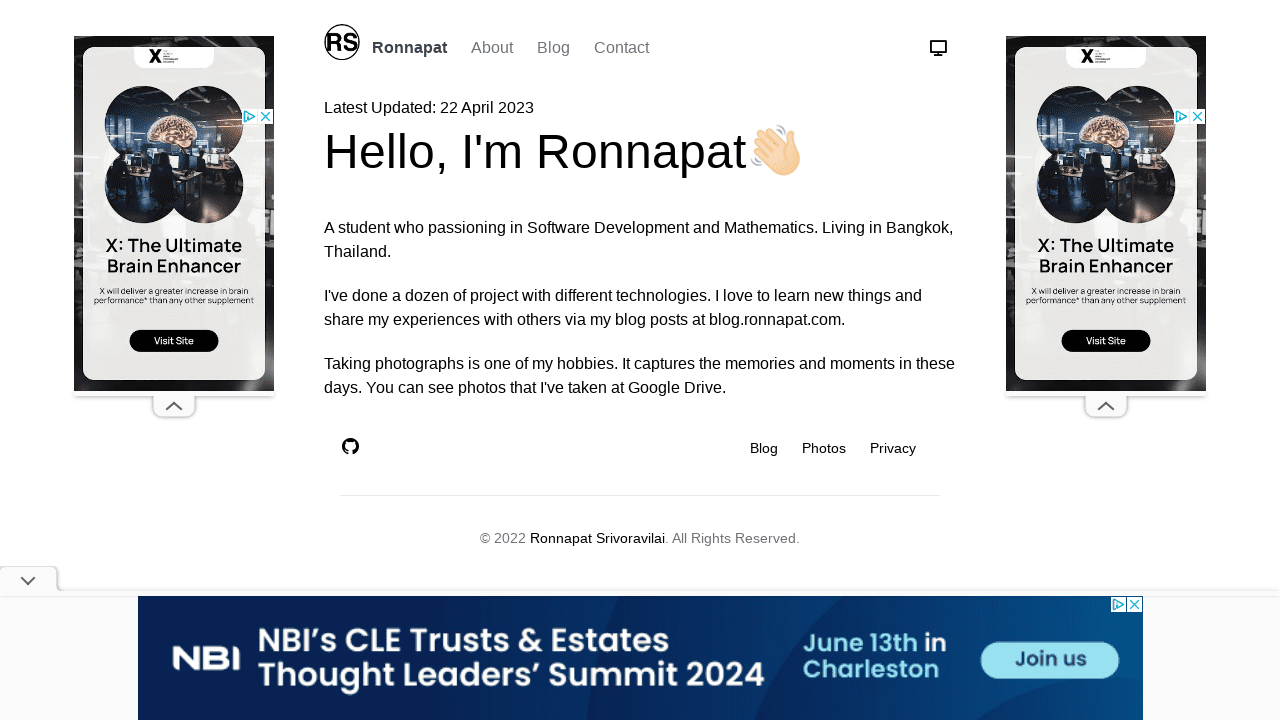 RS
Ronnapat About Blog Contact
Latest Updated: 22 April 2023
Hello, I'm Ronnapat
A student who passioning in Software Development and Mathematics. Living in Bangkok,
Thailand.
I've done a dozen of project with different technologies. I love to learn new things and
share my experiences with others via my blog posts at blog.ronnapat.com.
Taking photographs is one of my hobbies. It captures the memories and moments in these
days. You can see photos that I've taken at Google Drive.
Blog Photos Privacy
© 2022 Ronnapat Srivoravilai. All Rights Reserved.
X
X: The Ultimate
Brain Enhancer
X will deliver a greater increase in brain
performance* than any other supplement
Visit Site
X
X: The Ultimate
Brain Enhancer
X will deliver a greater increase in brain
performance* than any other supplement
Visit Site
NBI
NBI's CLE Trusts & Estates
Thought Leaders' Summit 2024
June 13th in
Charleston
Join us